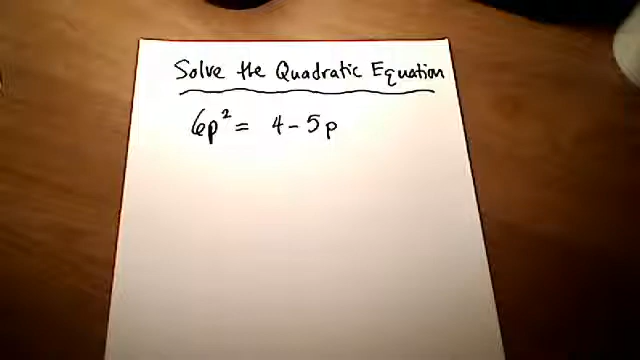 Solve the Quadratic Equation
6p² = 4 - 5p